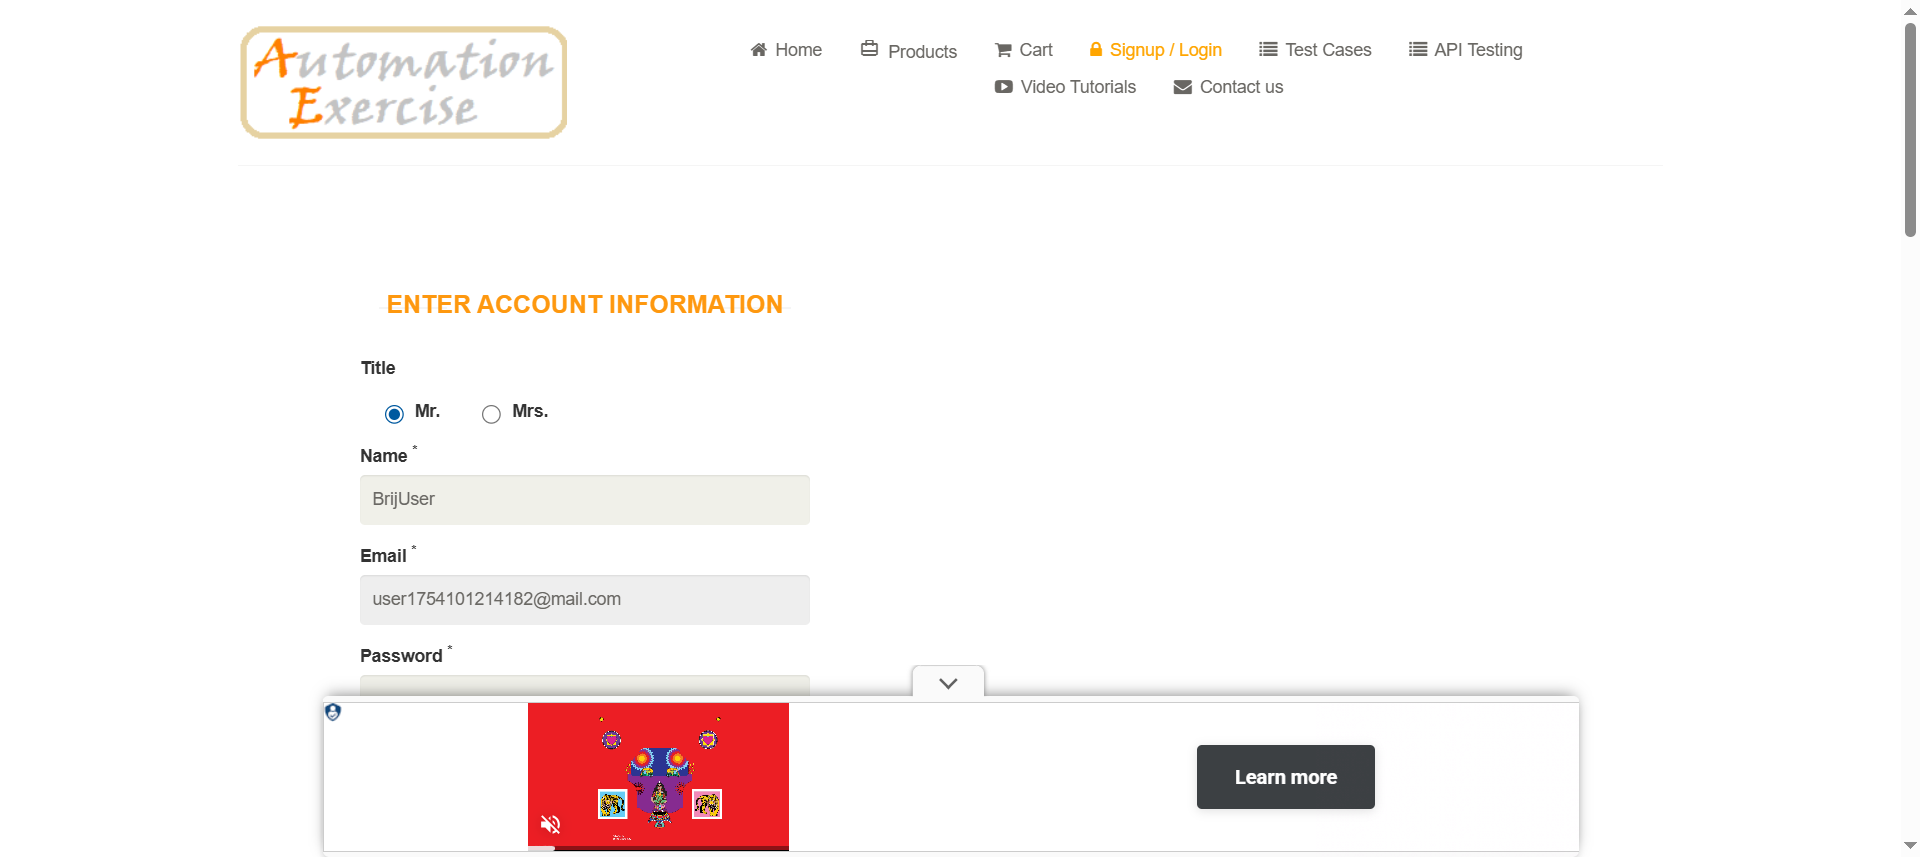 Automation
Exercise
Home
Products
Cart
Signup / Login
Test Cases
API Testing
Video Tutorials
Contact us
ENTER ACCOUNT INFORMATION
Title
Mr.
Mrs.
Name *
BrijUser
Email *
user1754101214182@mail.com
Password *
Learn more